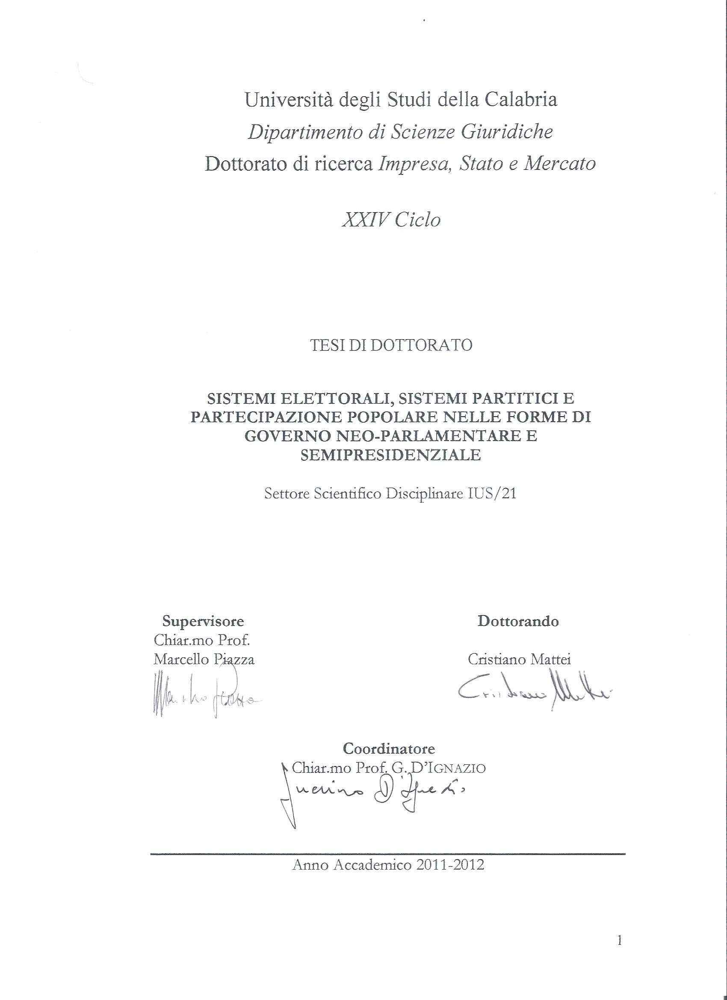 Università degli Studi della Calabria
Dipartimento di Scienze Giuridiche
Dottorato di ricerca Impresa, Stato e Mercato
XXIV Ciclo
TESI DI DOTTORATO
SISTEMI ELETTORALI, SISTEMI PARTITICI E
PARTECIPAZIONE POPOLARE NELLE FORME DI
GOVERNO NEO-PARLAMENTARE E
SEMIPRESIDENZIALE
Settore Scientifico Disciplinare IUS/21
Supervisore
Chiar.mo Prof.
Marcello Piazza
Marcello Piazza
Dottorando
Cristiano Mattei
Cristiano Mattei
Coordinatore
Chiar.mo Prof. G. D'IGNAZIO
Guerino D'Ignazio
Anno Accademico 2011-2012
1